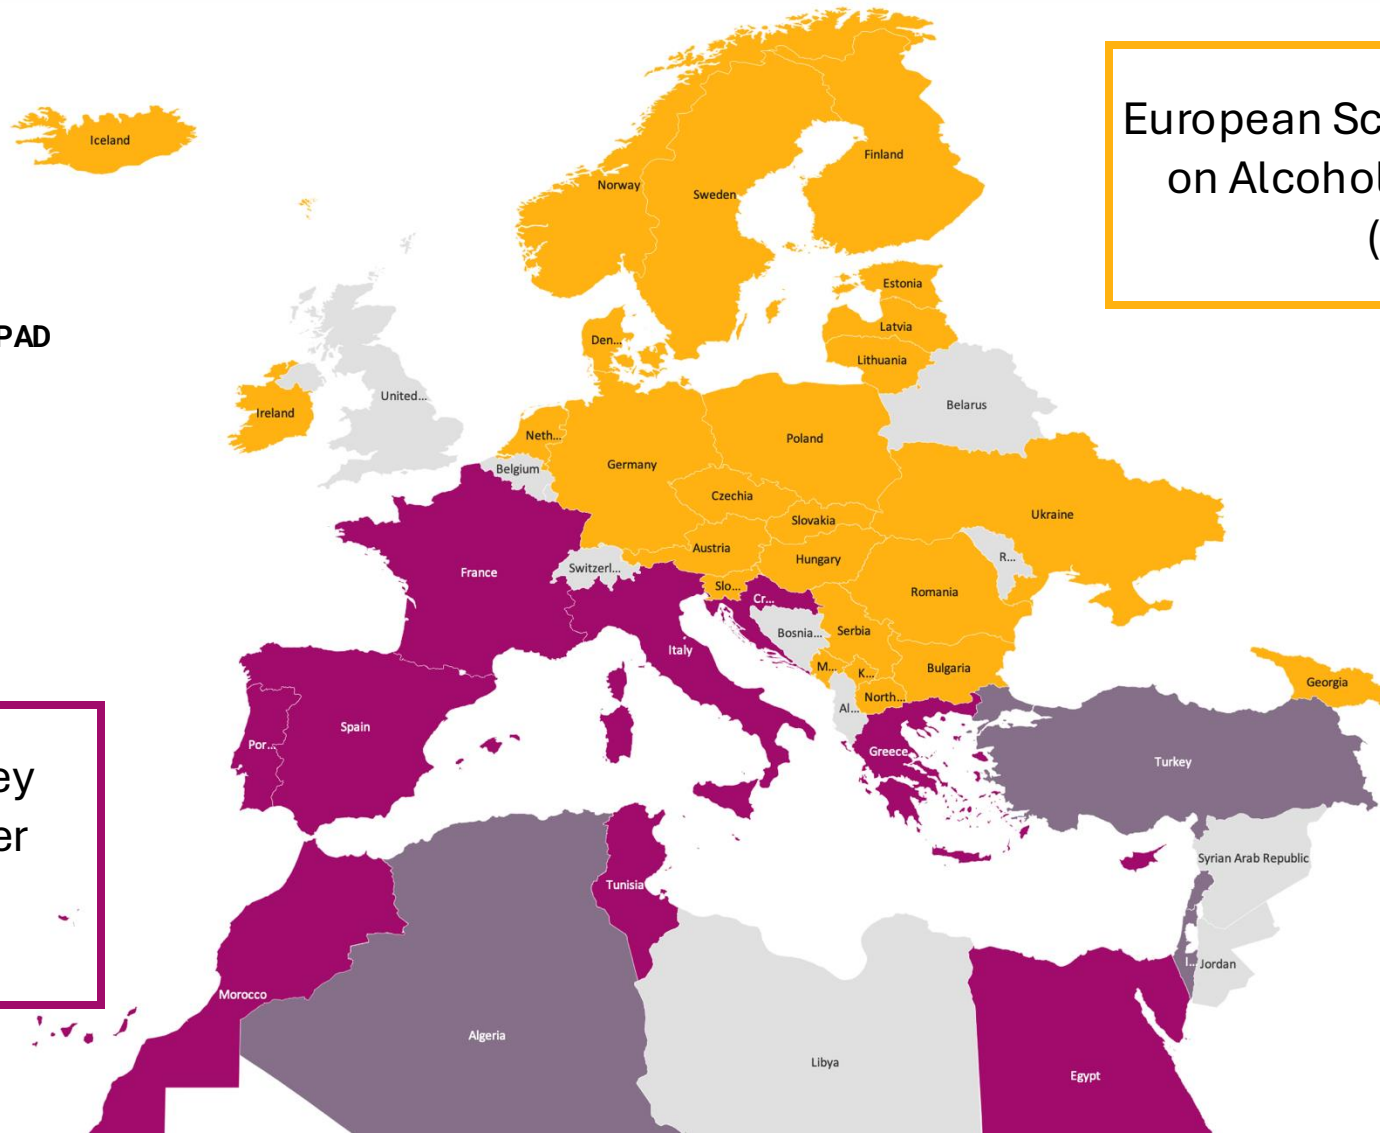 Iceland
Norway
Sweden
Finland
European Sc
on Alcohol
(
PAD
Estonia
Latvia
Lithuania
Den...
Ireland
United...
Belarus
Neth...
Belgium
Germany
Poland
Czechia
Slovakia
Ukraine
Austria
Hungary
Switzerl...
France
R...
Slo...
Cr...
Romania
Serbia
Bosnia...
Italy
M...
K...
Bulgaria
North...
Al...
Georgia
Spain
Por...
Greece
Turkey
ey
er
Syrian Arab Republic
Tunisia
I...
Jordan
Morocco
Algeria
Libya
Egypt